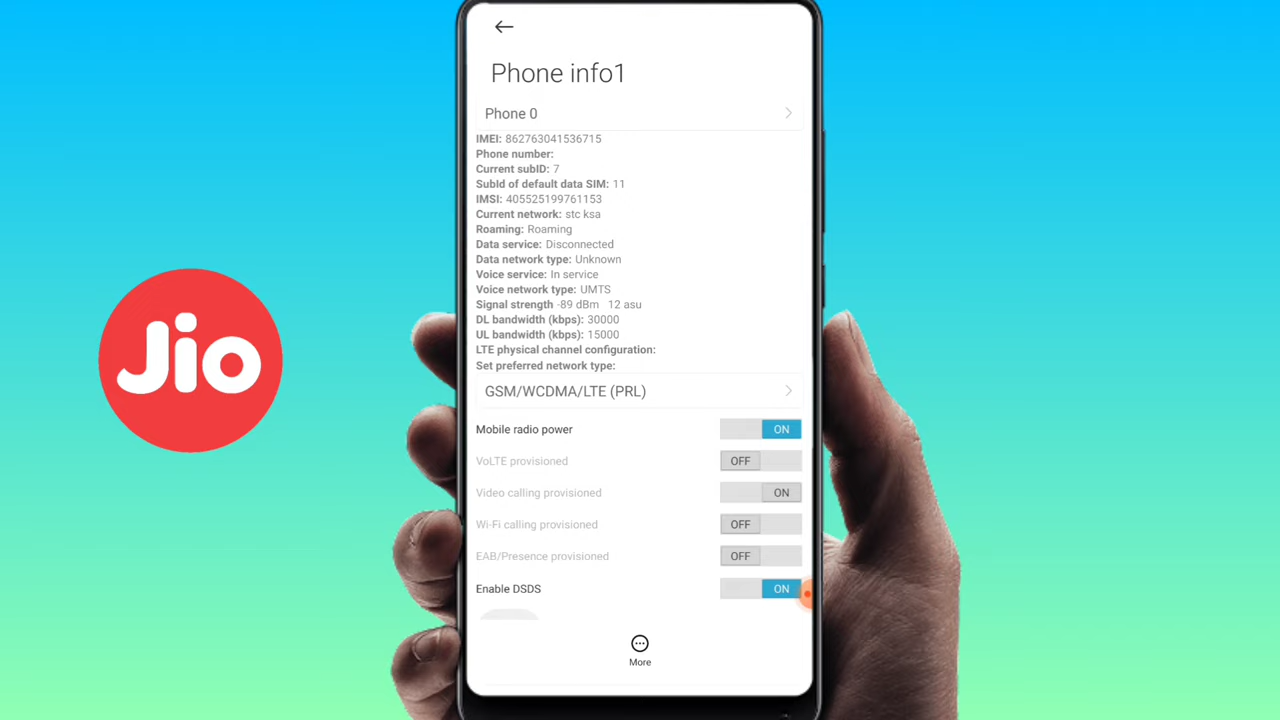 Jio
Phone info1
Phone 0
IMEI: 862763041536715
Phone number:
Current subID: 7
SubId of default data SIM: 11
IMSI: 405525199761153
Current network: stc ksa
Roaming: Roaming
Data service: Disconnected
Data network type: Unknown
Voice service: In service
Voice network type: UMTS
Signal strength -89 dBm 12 asu
DL bandwidth (kbps): 30000
UL bandwidth (kbps): 15000
LTE physical channel configuration:
Set preferred network type:
GSM/WCDMA/LTE (PRL)
Mobile radio power ON
VoLTE provisioned OFF
Video calling provisioned ON
Wi-Fi calling provisioned OFF
EAB/Presence provisioned OFF
Enable DSDS ON
More